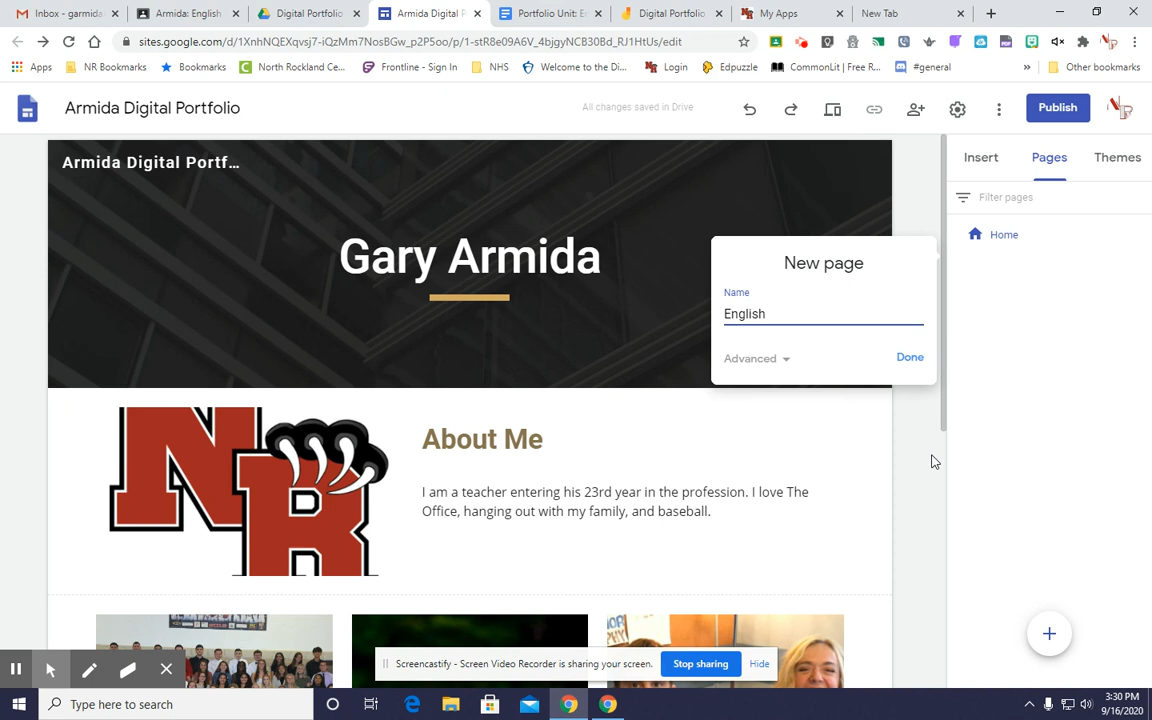 Inbox - garmida
Armida: English
Digital Portfolio
Armida Digital P
Portfolio Unit: E
Digital Portfolio
My Apps
New Tab
sites.google.com/d/1XnhNQEXqvsj7-iQzMm7NosBGw_p2P5oo/p/1-stR8e09A6V_4bjgyNCB30Bd_RJ1HtUs/edit
Apps
NR Bookmarks
Bookmarks
North Rockland Ce...
Frontline - Sign In
NHS
Welcome to the Di...
Login
Edpuzzle
CommonLit | Free R...
#general
»
Other bookmarks
Armida Digital Portfolio
All changes saved in Drive
Publish
Armida Digital Portf...
Gary Armida
Insert
Pages
Themes
Filter pages
Home
New page
Name
English
Advanced
Done
NR
About Me
I am a teacher entering his 23rd year in the profession. I love The
Office, hanging out with my family, and baseball.
Screencastify - Screen Video Recorder is sharing your screen.
Stop sharing
Hide
Type here to search
3:30 PM
9/16/2020